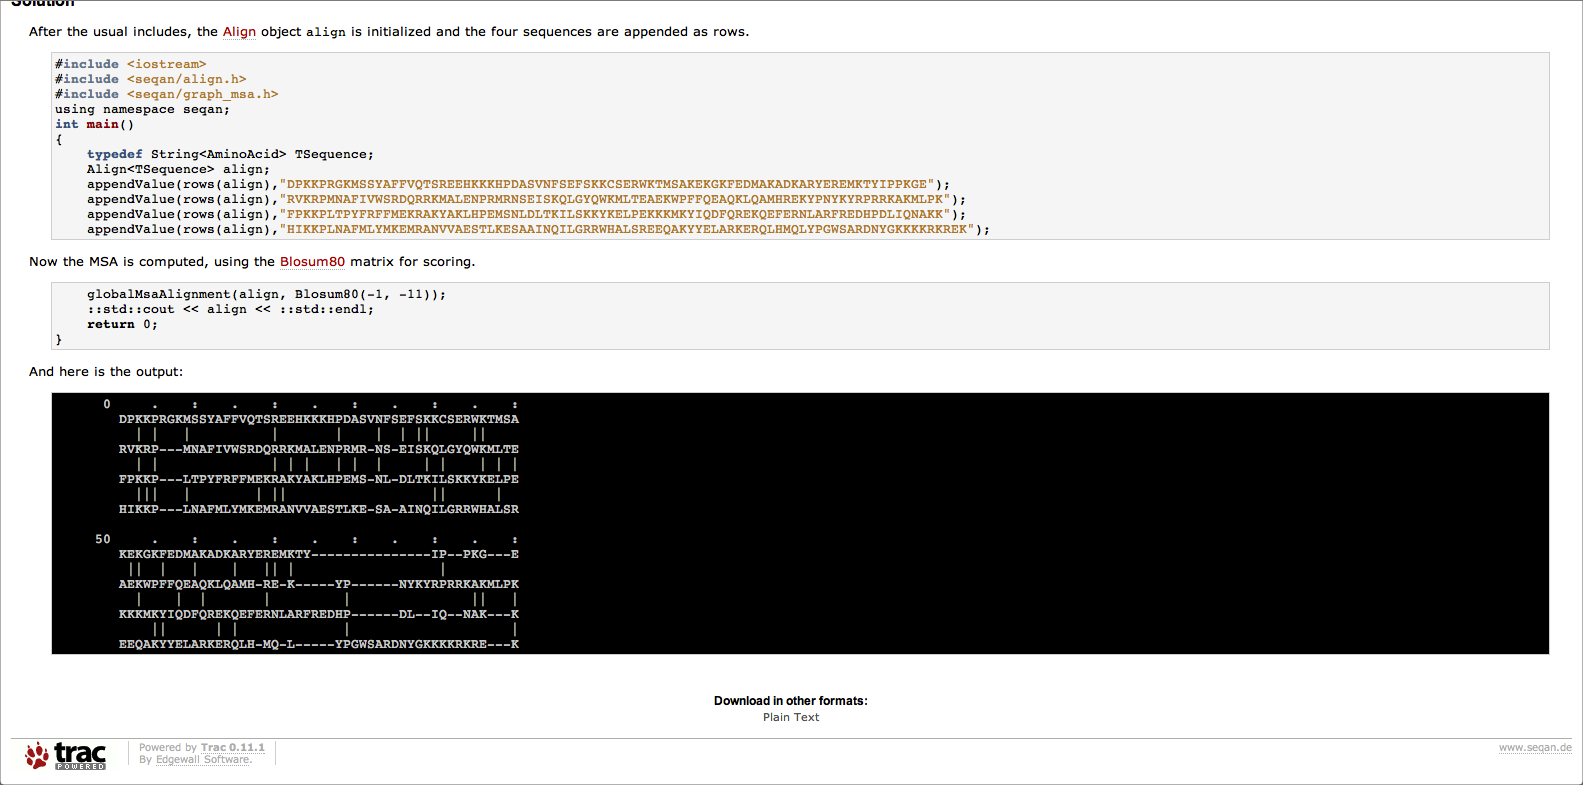 Solution
After the usual includes, the Align object align is initialized and the four sequences are appended as rows.
#include <iostream>
#include <seqan/align.h>
#include <seqan/graph_msa.h>
using namespace seqan;
int main()
{
    typedef String<AminoAcid> TSequence;
    Align<TSequence> align;
    appendValue(rows(align),"DPKKPRGKMSSYAFFVQTSREEHKKKHPDASVNFSEFSKKCSERWKTMSAKEKGKFEDMAKADKARYEREMKTYIPPKGE");
    appendValue(rows(align),"RVKRPMNAFIVWSRDQRRKMALENPRMRNSEISKQLGYQWKMLTEAEKWPFFQEAQKLQAMHREKYPNYKYRPRRKAKMLPK");
    appendValue(rows(align),"FPKKPLTPYFRFFMEKRAKYAKLHPEMSNLDLTKILSKKYKELPEKKKMKYIQDFQREKQEFERNLARFREDHPDLIQNAKK");
    appendValue(rows(align),"HIKKPLNAFMLYMKEMRANVVAESTLKESAAINQILGRRWHALSREEQAKYYELARKERQLHMQLYPGWSARDNYGKKKKRKREK");
Now the MSA is computed, using the Blosum80 matrix for scoring.
    globalMsaAlignment(align, Blosum80(-1, -11));
    ::std::cout << align << ::std::endl;
    return 0;
}
And here is the output:
0     .    :    .    :    .    :    .    :    .    :
DPKKPRGKMSSYAFFVQTSREEHKKKHPDASVNFSEFSKKCSERWKTMSA
  | |   |          |       |    |  | ||     ||
RVKRP---MNAFIVWSRDQRRKMALENPRMR-NS-EISKQLGYQWKMLTE
  | |              | | |   | |  |     | |    | | |
FPKKP---LTPYFRFFMEKRAKYAKLHPEMS-NL-DLTKILSKKYKELPE
  |||   |        | ||                  ||      |
HIKKP---LNAFMLYMKEMRANVVAESTLKE-SA-AINQILGRRWHALSR
50     .    :    .    :    .    :    .    :    .    :
KEKGKFEDMAKADKARYEREMKTY---------------IP--PKG---E
 ||  |   |    |   || |                  |
AEKWPFFQEAQKLQAMH-RE-K-----YP------NYKYRPRRKAKMLPK
  |    |  |       |         |               ||   |
KKKMKYIQDFQREKQEFERNLARFREDHP------DL--IQ--NAK---K
    ||      | |             |                    |
EEQAKYYELARKERQLH-MQ-L-----YPGWSARDNYGKKKKRKRE---K
Download in other formats:
Plain Text
trac
POWERED
Powered by Trac 0.11.1
By Edgewall Software.
www.seqan.de